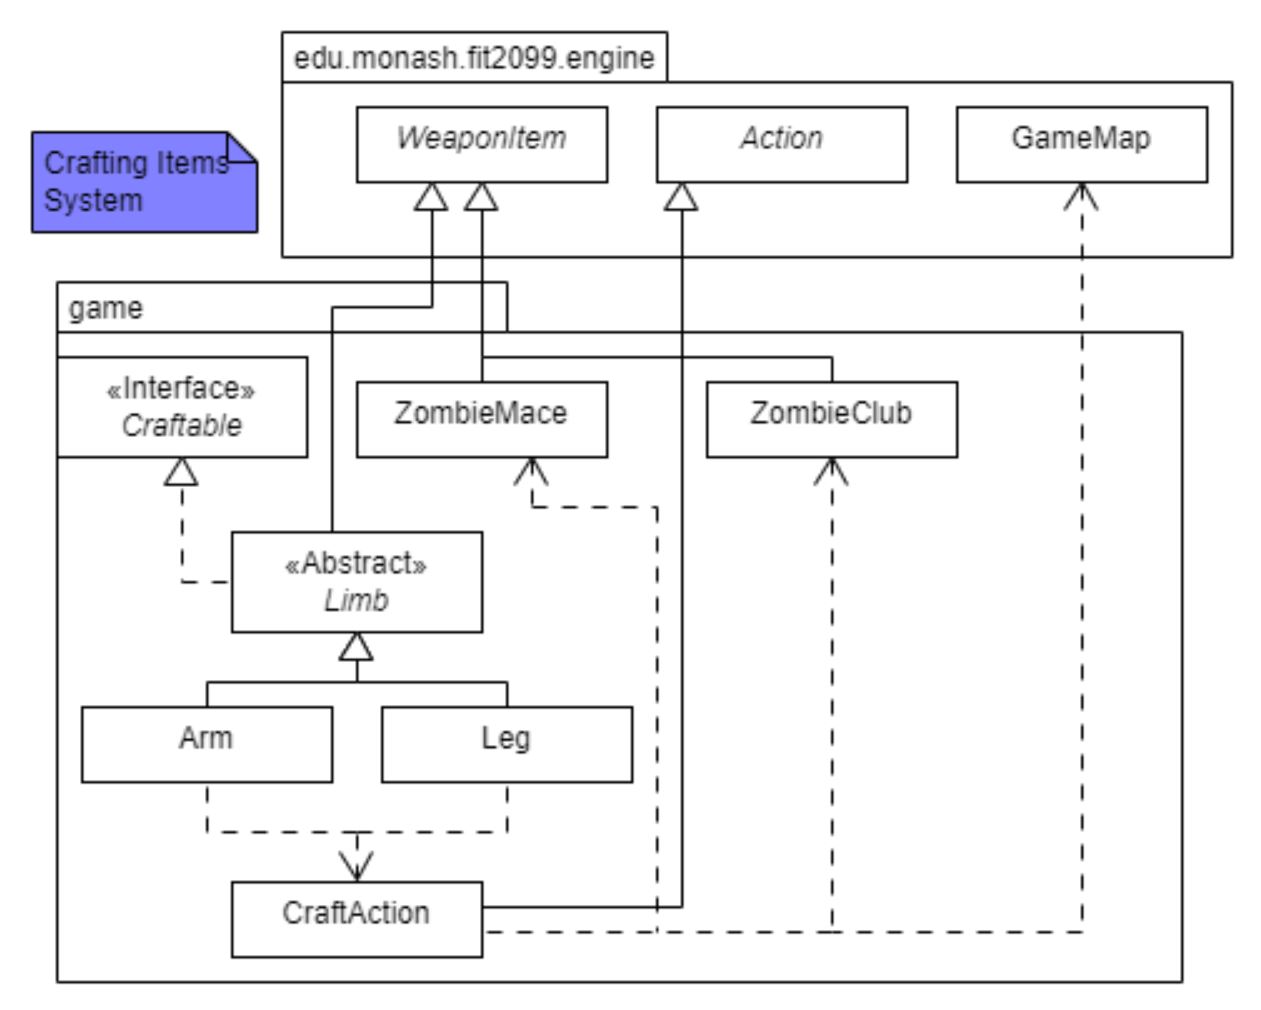 edu.monash.fit2099.engine
WeaponItem
Action
GameMap
Crafting Items
System
game
«Interface»
Craftable
ZombieMace
ZombieClub
«Abstract»
Limb
Arm
Leg
CraftAction